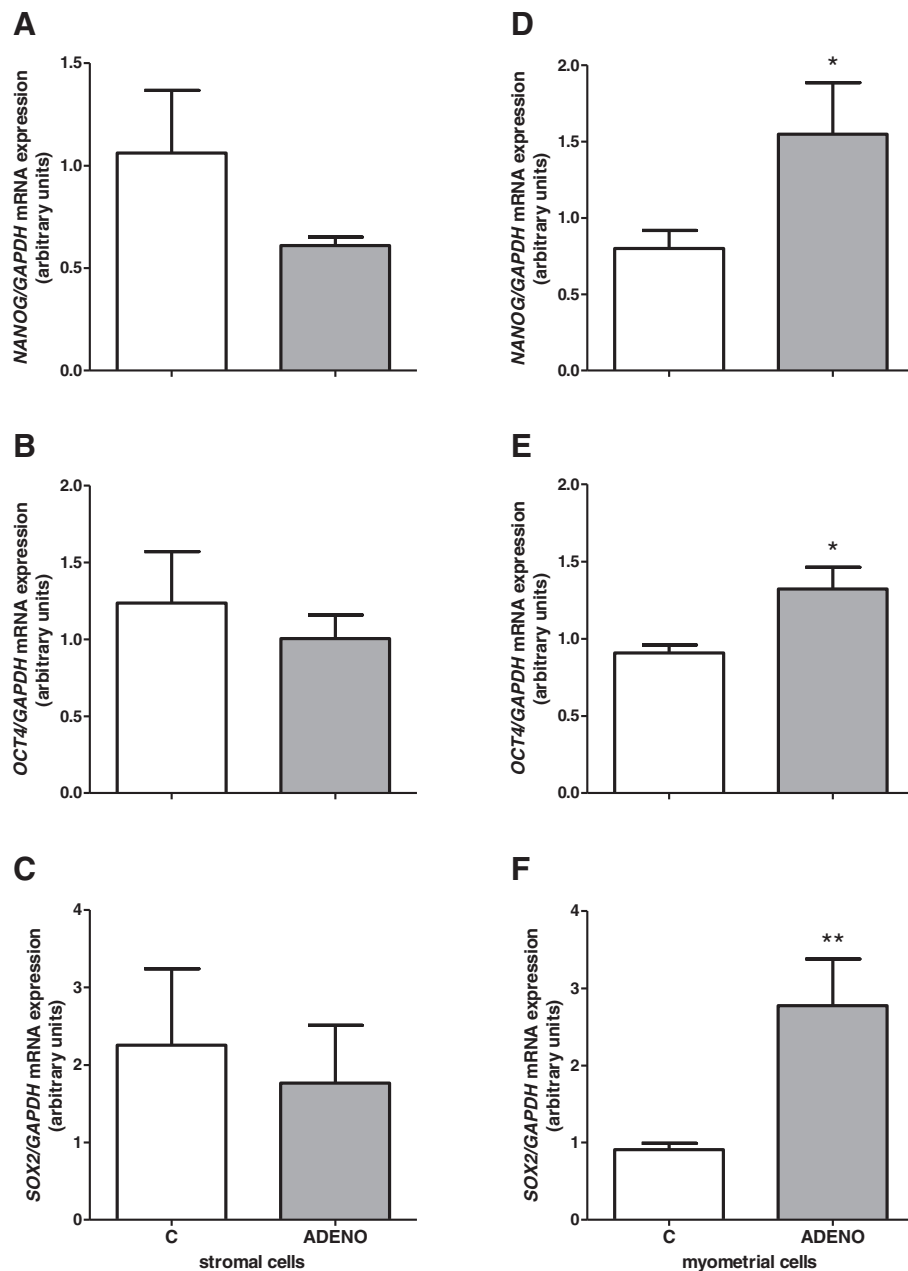 A
NANOG/GAPDH mRNA expression
(arbitrary units)
1.5
1.0
0.5
0.0
D
NANOG/GAPDH mRNA expression
(arbitrary units)
2.0
1.5
1.0
0.5
0.0
*
B
OCT4/GAPDH mRNA expression
(arbitrary units)
2.0
1.5
1.0
0.5
0.0
E
OCT4/GAPDH mRNA expression
(arbitrary units)
2.0
1.5
1.0
0.5
0.0
*
C
SOX2/GAPDH mRNA expression
(arbitrary units)
4
3
2
1
0
C ADENO
stromal cells
F
SOX2/GAPDH mRNA expression
(arbitrary units)
4
3
2
1
0
**
C ADENO
myometrial cells